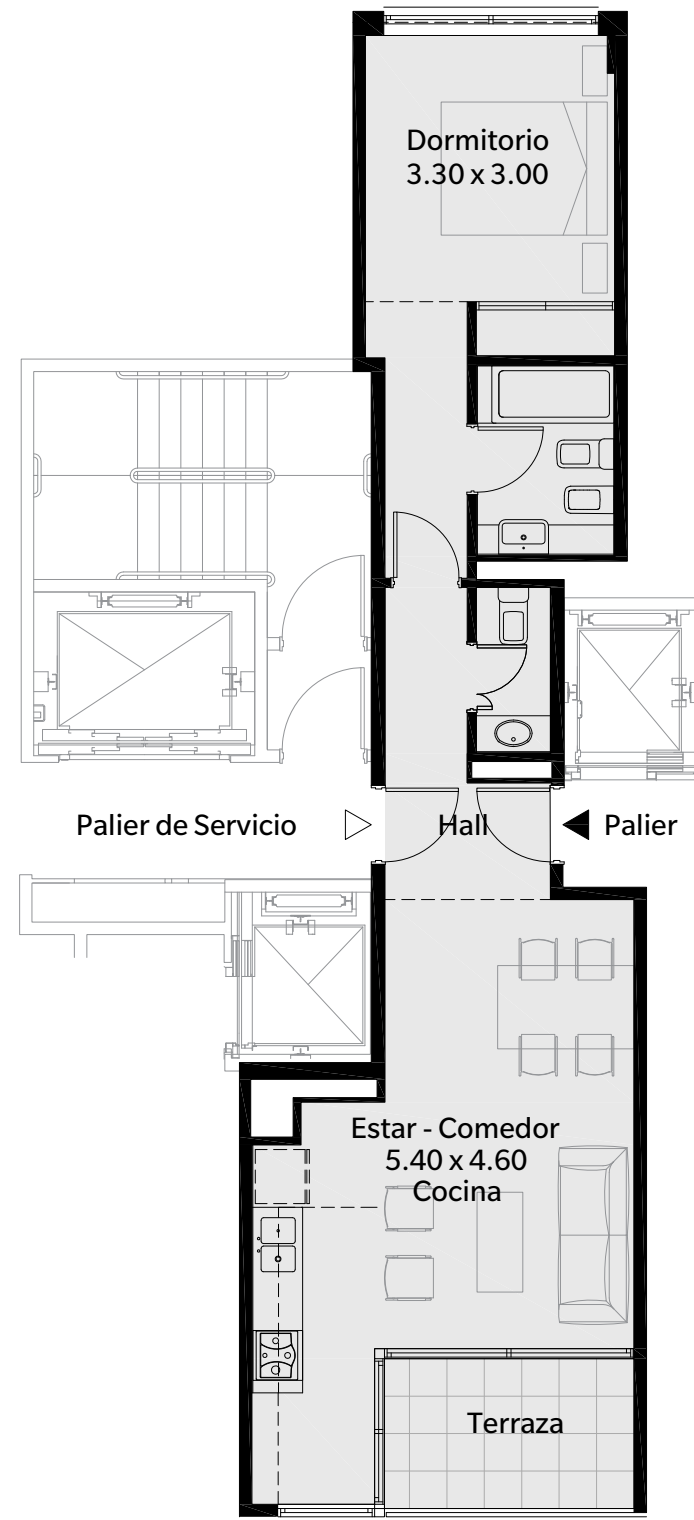 Dormitorio
3.30 x 3.00
Palier de Servicio
Hall
Palier
Estar - Comedor
5.40 x 4.60
Cocina
Terraza